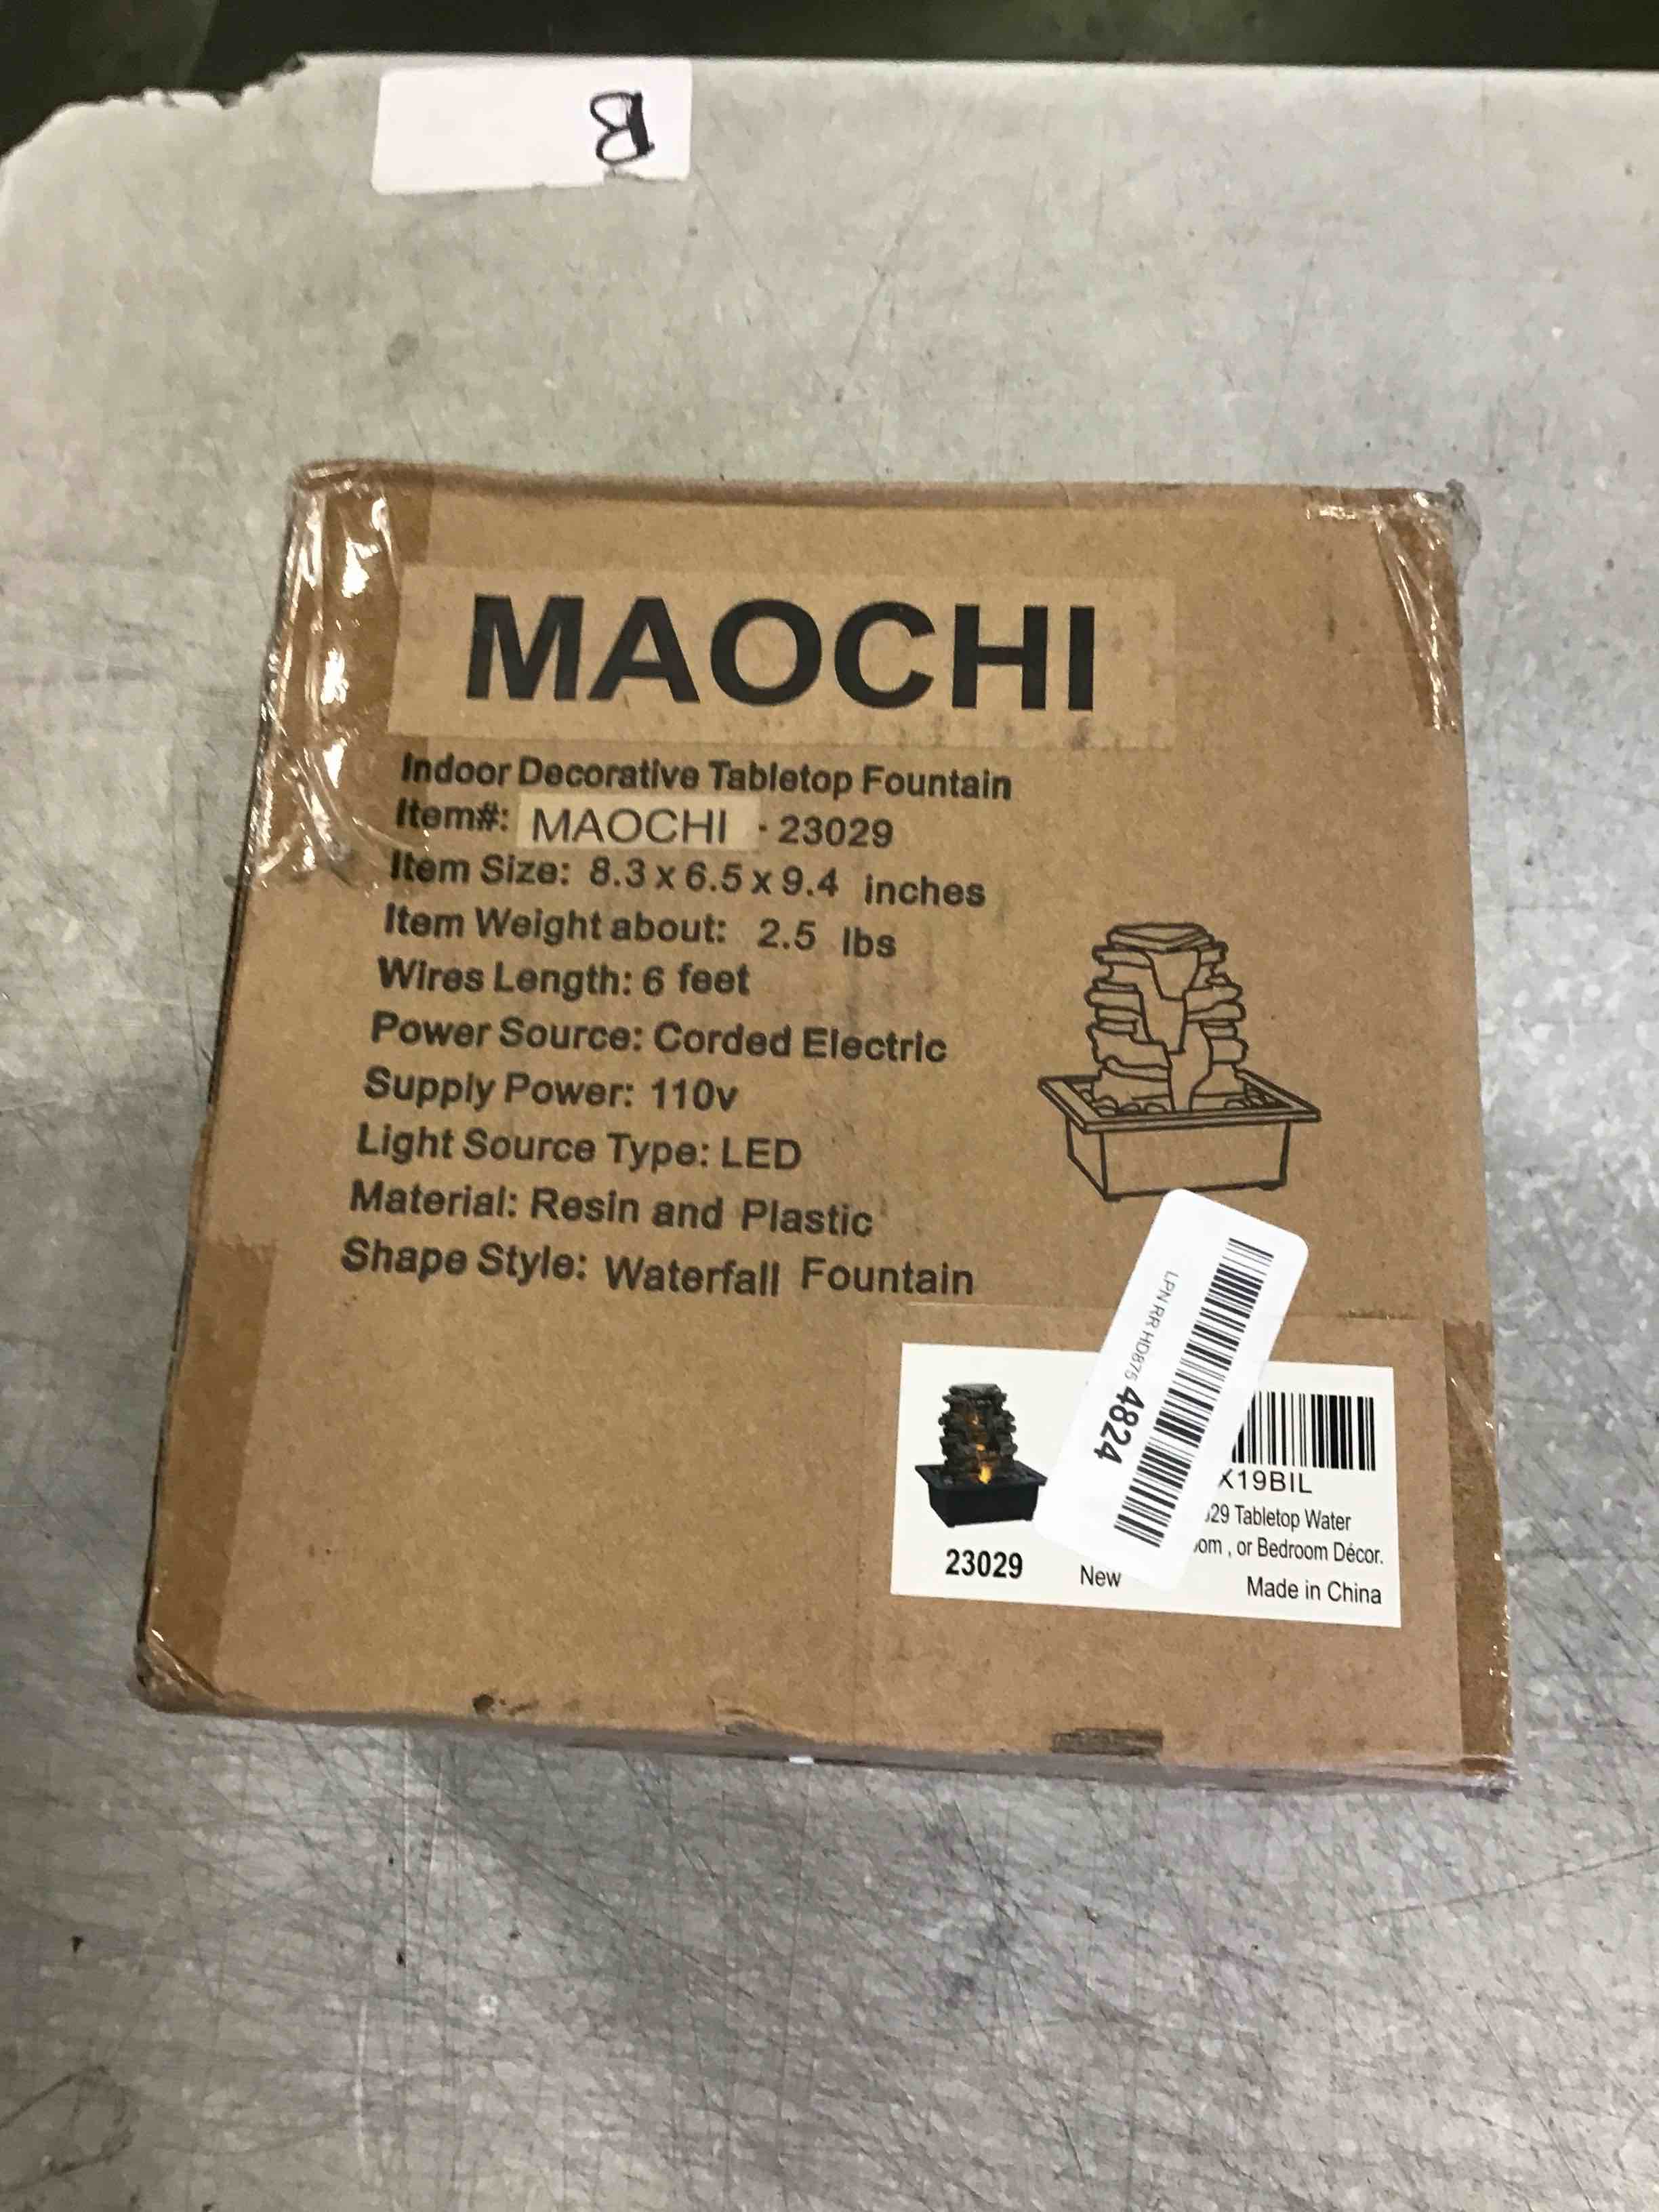 B
MAOCHI
Indoor Decorative Tabletop Fountain
Item#: MAOCHI - 23029
Item Size: 8.3 x 6.5 x 9.4 inches
Item Weight about: 2.5 lbs
Wires Length: 6 feet
Power Source: Corded Electric
Supply Power: 110v
Light Source Type: LED
Material: Resin and Plastic
Shape Style: Waterfall Fountain
LPN RR HD875 4824
X19BIL
Tabletop Water
, or Bedroom Décor.
23029
New
Made in China